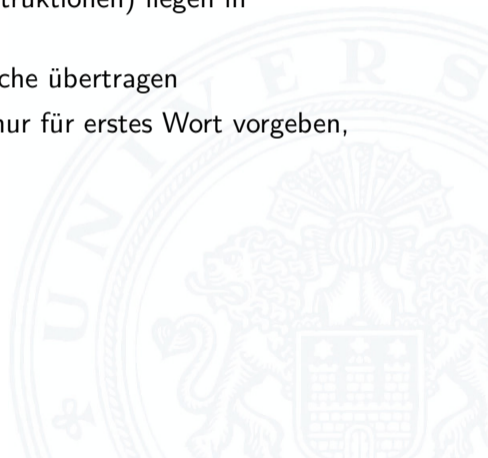 truktionen) liegen in
che übertragen
nur für erstes Wort vorgeben,
U N I V E R S